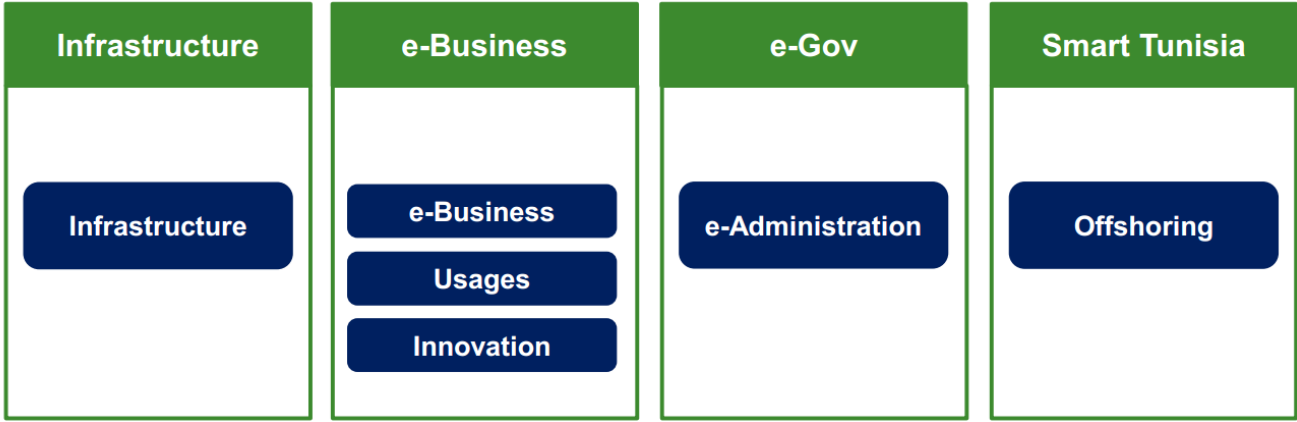 Infrastructure
Infrastructure
e-Business
e-Business
Usages
Innovation
e-Gov
e-Administration
Smart Tunisia
Offshoring